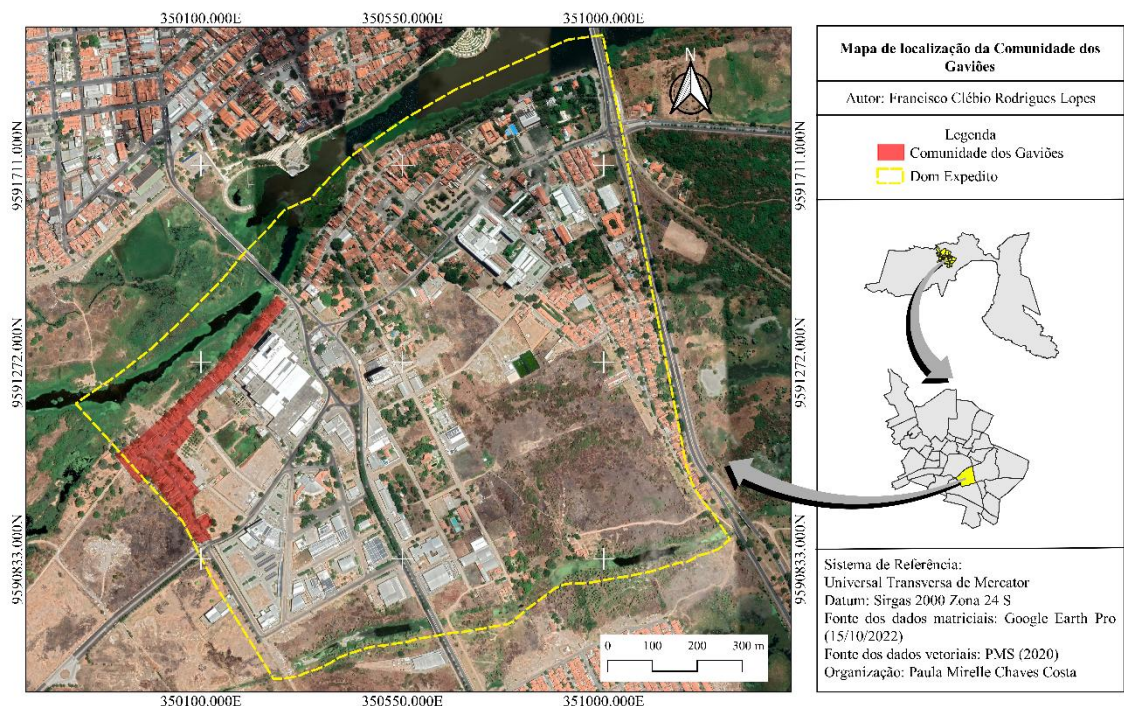 350100.000E
350550.000E
351000.000E
N
9591711.000N
9591272.000N
9590833.000N
9591711.000N
9591272.000N
9590833.000N
0 100 200 300 m
350100.000E
350550.000E
351000.000E
Mapa de localização da Comunidade dos
Gaviões
Autor: Francisco Clébio Rodrigues Lopes
Legenda
Comunidade dos Gaviões
Dom Expedito
Sistema de Referência:
Universal Transversa de Mercator
Datum: Sirgas 2000 Zona 24 S
Fonte dos dados matriciais: Google Earth Pro
(15/10/2022)
Fonte dos dados vetoriais: PMS (2020)
Organização: Paula Mirelle Chaves Costa